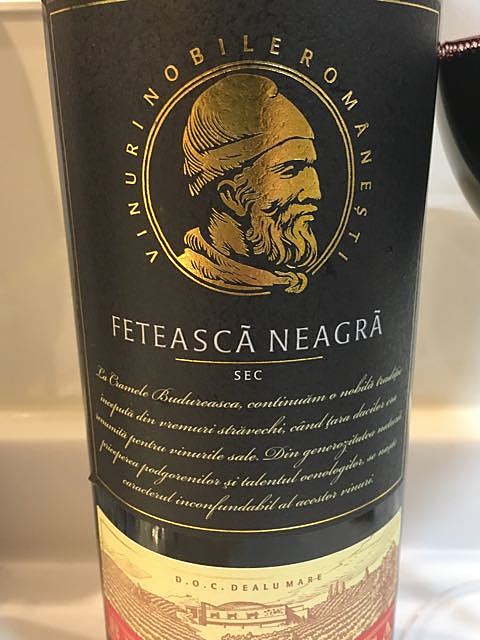 VINURI NOBILE ROMÂNEȘTI
FETEASCÃ NEAGRÃ
SEC
La Cramele Budureasca, continuăm o nobilă tradiție
începută din vremuri străvechi, când țara dacilor era
renumită pentru vinurile sale. Din generozitatea naturii,
priceperea podgorenilor și talentul oenologilor, se naște
caracterul inconfundabil al acestor vinuri.
D.O.C. DEALU MARE